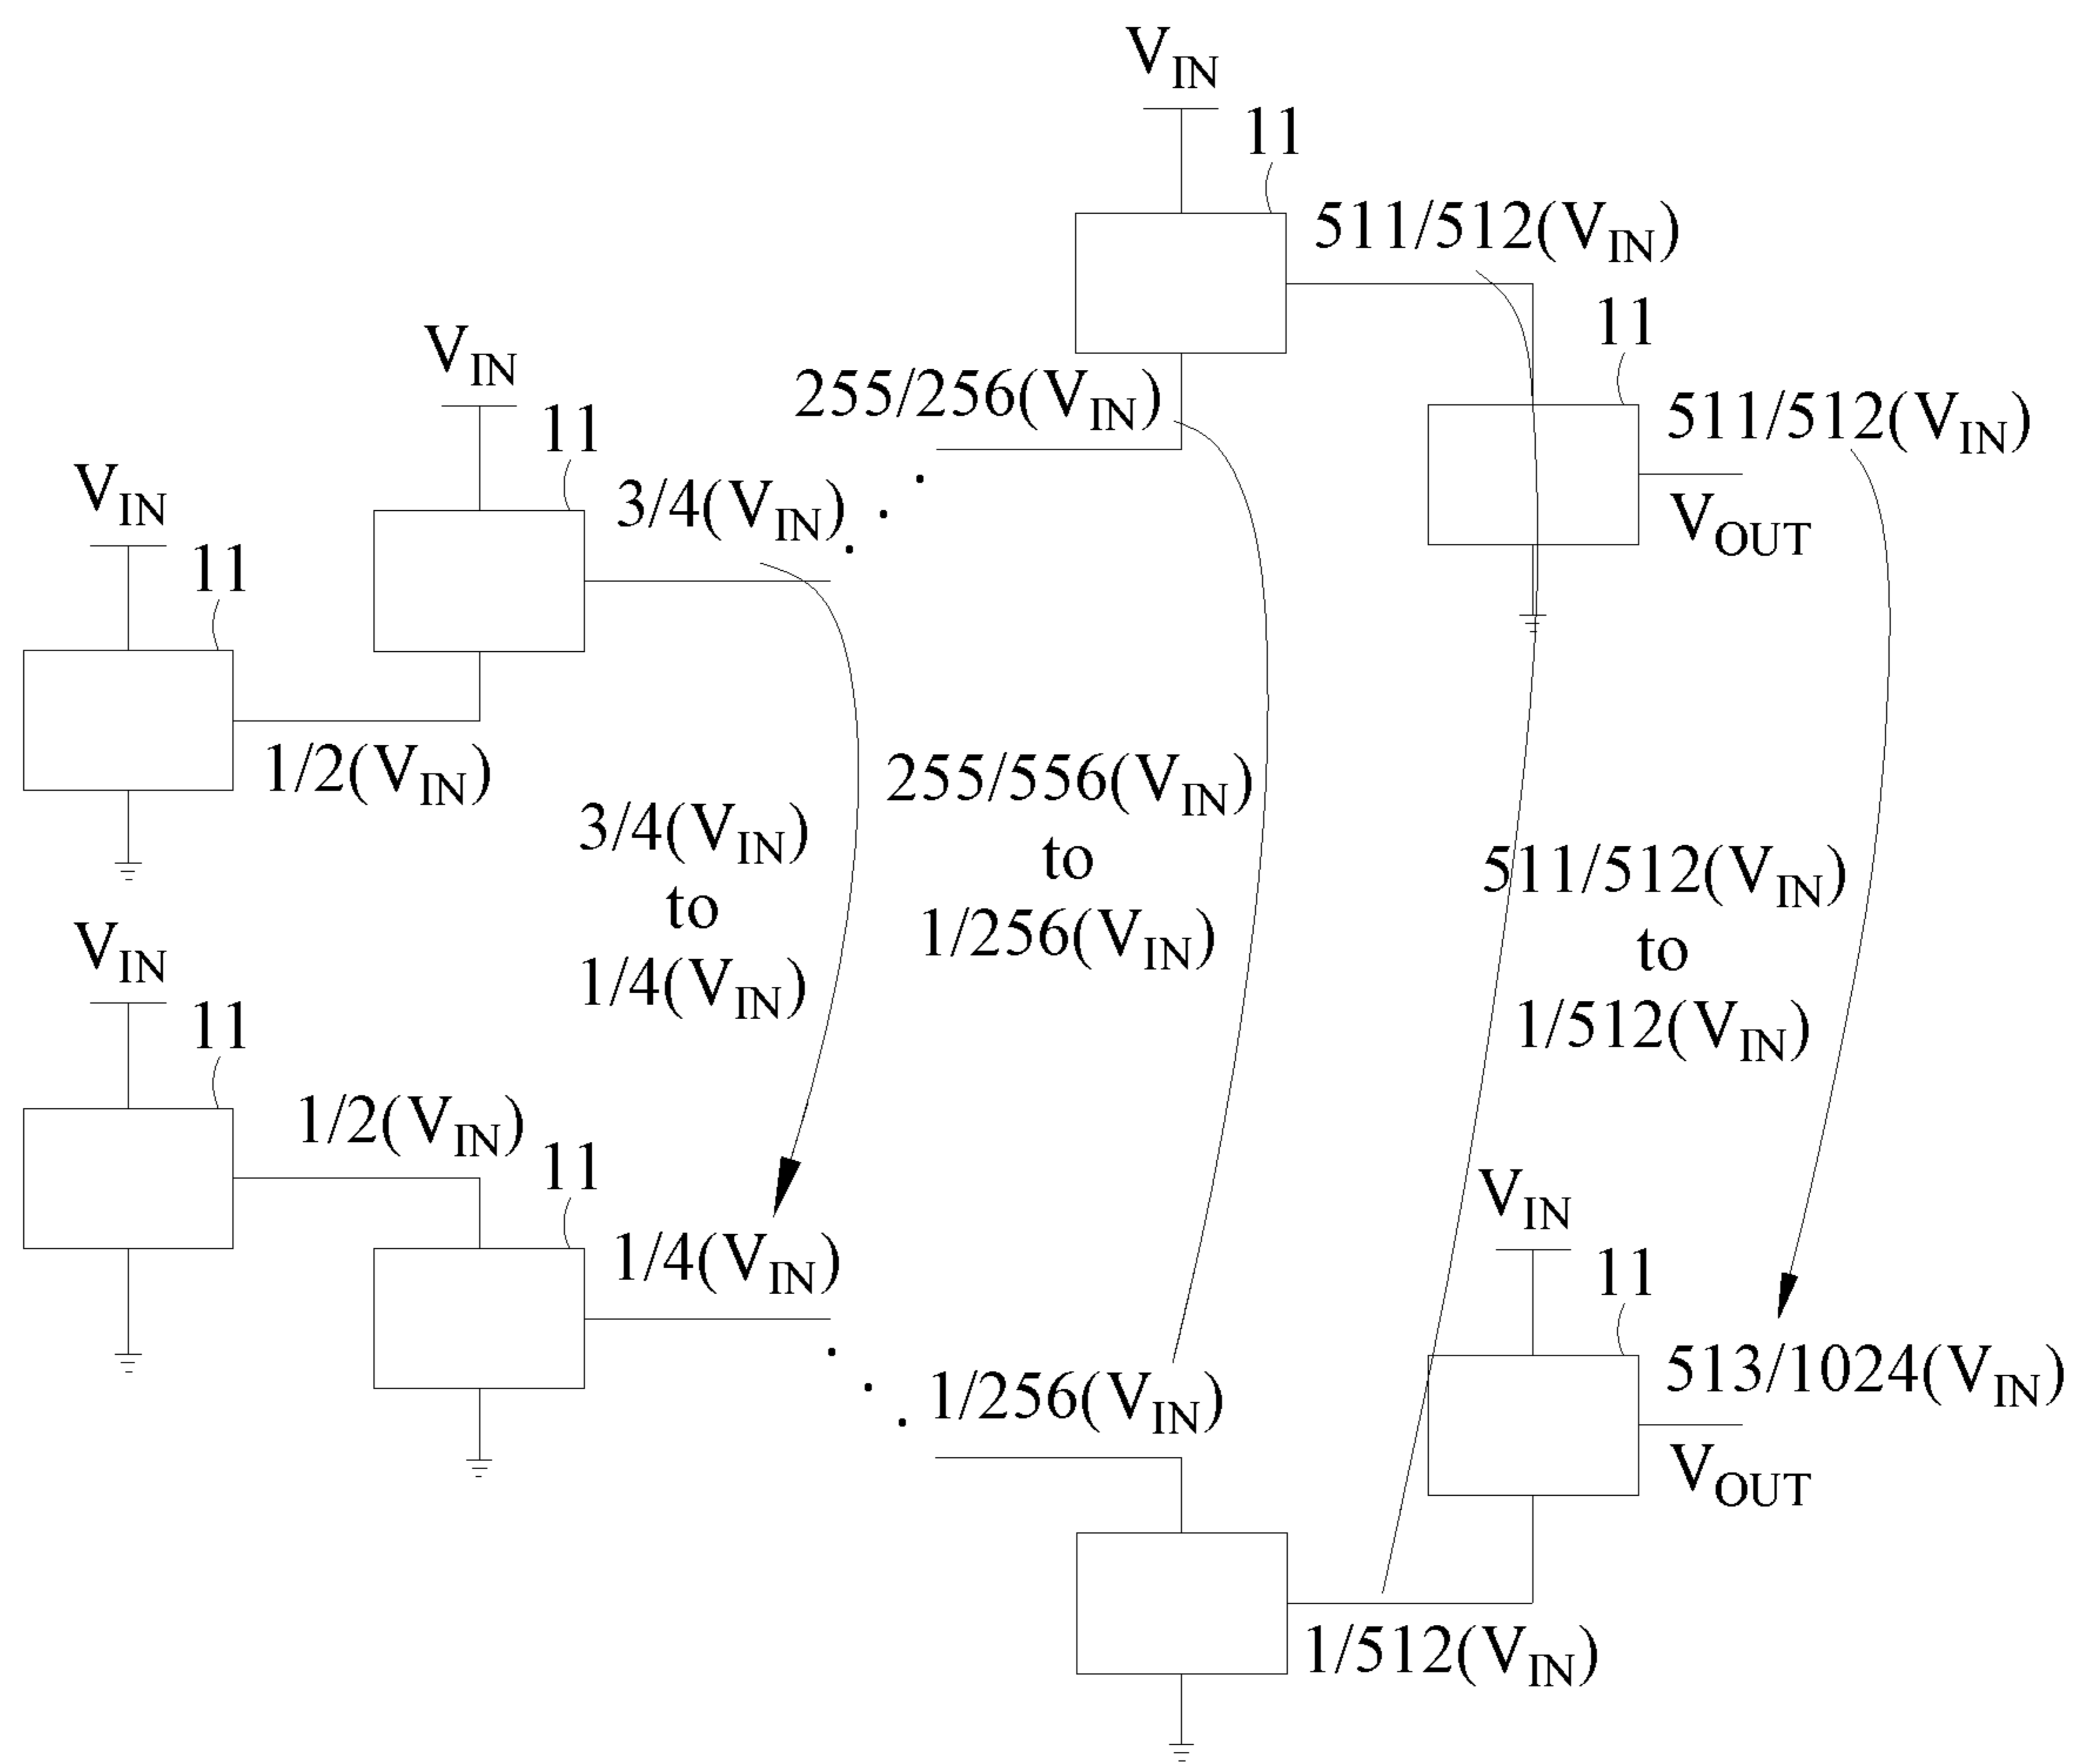 V_IN
11
511/512(V_IN)
11
V_IN
255/256(V_IN)
11
511/512(V_IN)
V_IN
3/4(V_IN)
V_OUT
11
1/2(V_IN)
255/556(V_IN)
3/4(V_IN)
to
511/512(V_IN)
to
1/256(V_IN)
to
V_IN
1/4(V_IN)
1/512(V_IN)
11
1/2(V_IN)
11
V_IN
1/4(V_IN)
11
1/256(V_IN)
513/1024(V_IN)
V_OUT
1/512(V_IN)